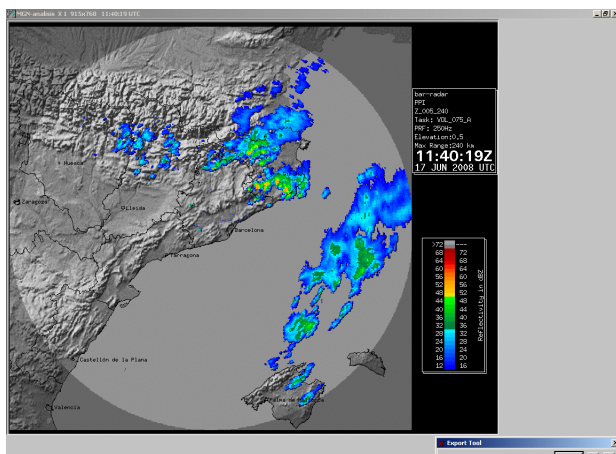 MGN-analisis X 1 915x768 11:40:19 UTC
bar-radar
PPI
Z_005_240
Task: VOL_075_A
PRF: 250Hz
Elevation:0.5
Max Range:240 km
11:40:19Z
17 JUN 2008 UTC
Huesca
Zaragoza
Lleida
Barcelona
Tarragona
Castellón de la Plana
Valencia
Palma de Mallorca
>72 ---
68 72
64 68
60 64
56 60
52 56
48 52
44 48
40 44
36 40
32 36
28 32
24 28
20 24
16 20
12 16
Reflectivity in dBZ
Export Tool